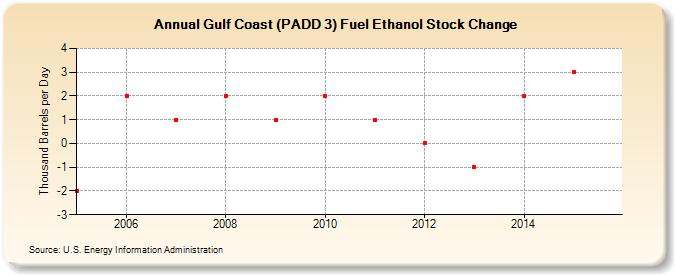 Annual Gulf Coast (PADD 3) Fuel Ethanol Stock Change
Thousand Barrels per Day
4
3
2
1
0
-1
-2
-3
2006 2008 2010 2012 2014
Source: U.S. Energy Information Administration